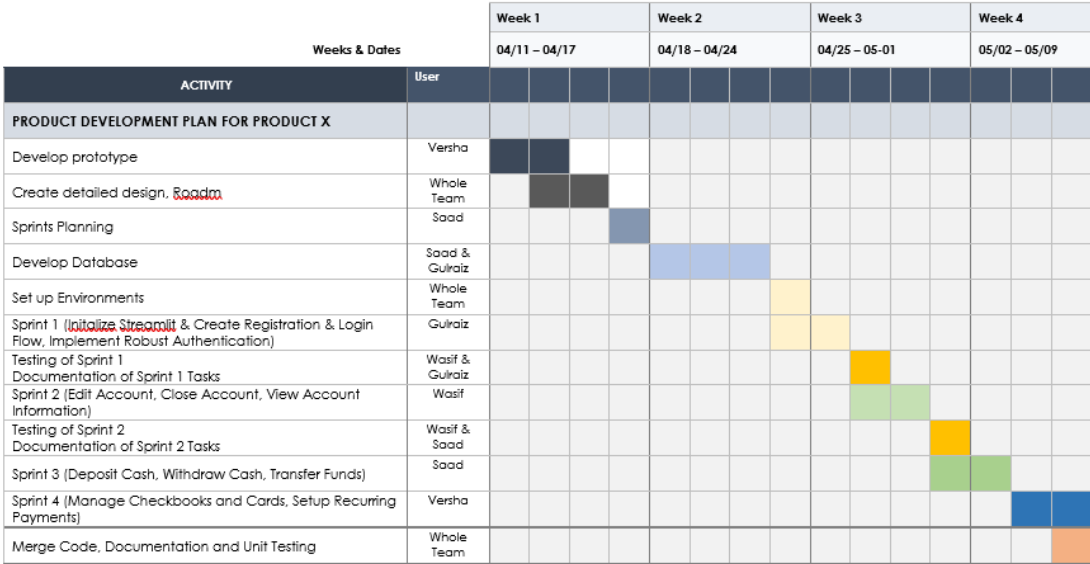 Week 1 Week 2 Week 3 Week 4
Weeks & Dates 04/11 – 04/17 04/18 – 04/24 04/25 – 05-01 05/02 – 05/09
ACTIVITY User
PRODUCT DEVELOPMENT PLAN FOR PRODUCT X
Develop prototype Versha
Create detailed design, Roadm Whole
Team
Sprints Planning Saad
Develop Database Saad &
Gulraiz
Set up Environments Whole
Team
Sprint 1 (Initalize Streamlit & Create Registration & Login Gulraiz
Flow, Implement Robust Authentication)
Testing of Sprint 1 Wasif &
Documentation of Sprint 1 Tasks Gulraiz
Sprint 2 (Edit Account, Close Account, View Account Wasif
Information)
Testing of Sprint 2 Wasif &
Documentation of Sprint 2 Tasks Saad
Sprint 3 (Deposit Cash, Withdraw Cash, Transfer Funds) Saad
Sprint 4 (Manage Checkbooks and Cards, Setup Recurring Versha
Payments)
Merge Code, Documentation and Unit Testing Whole
Team